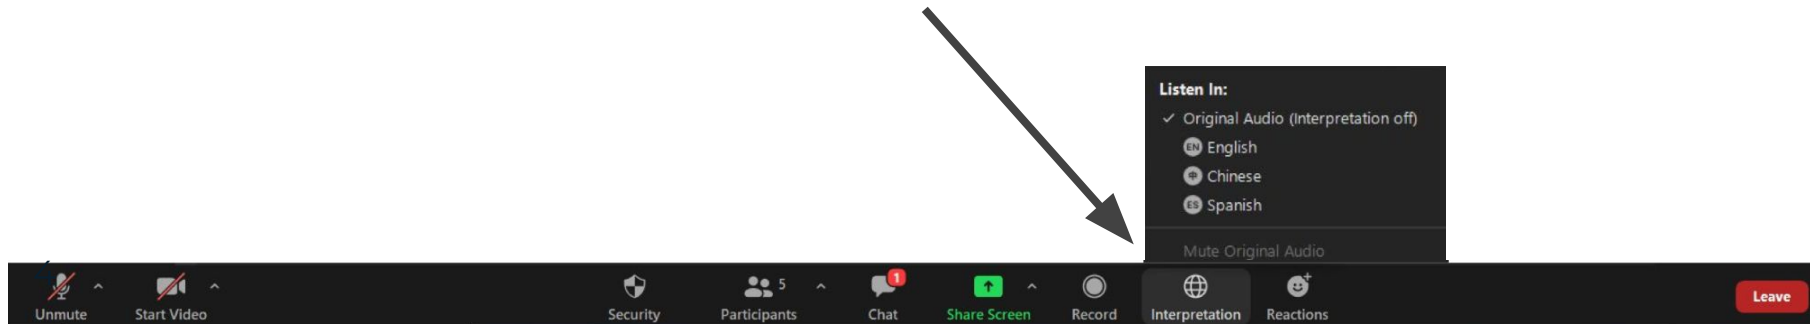 Listen In:
✓ Original Audio (Interpretation off)
EN English
中 Chinese
ES Spanish
Mute Original Audio
5
1
Unmute
Start Video
Security
Participants
Chat
Share Screen
Record
Interpretation
Reactions
Leave